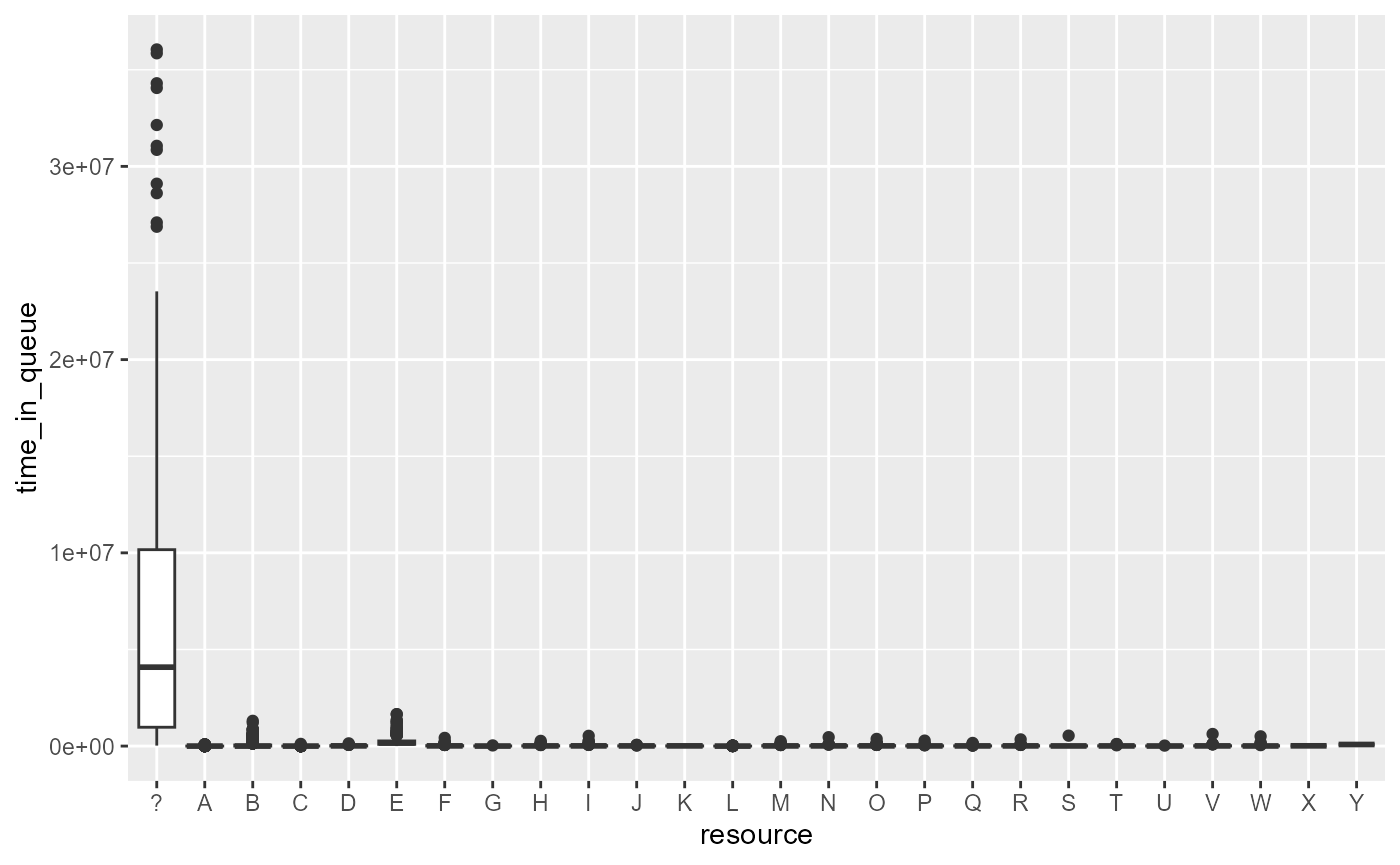 time_in_queue
3e+07
2e+07
1e+07
0e+00
? A B C D E F G H I J K L M N O P Q R S T U V W X Y
resource